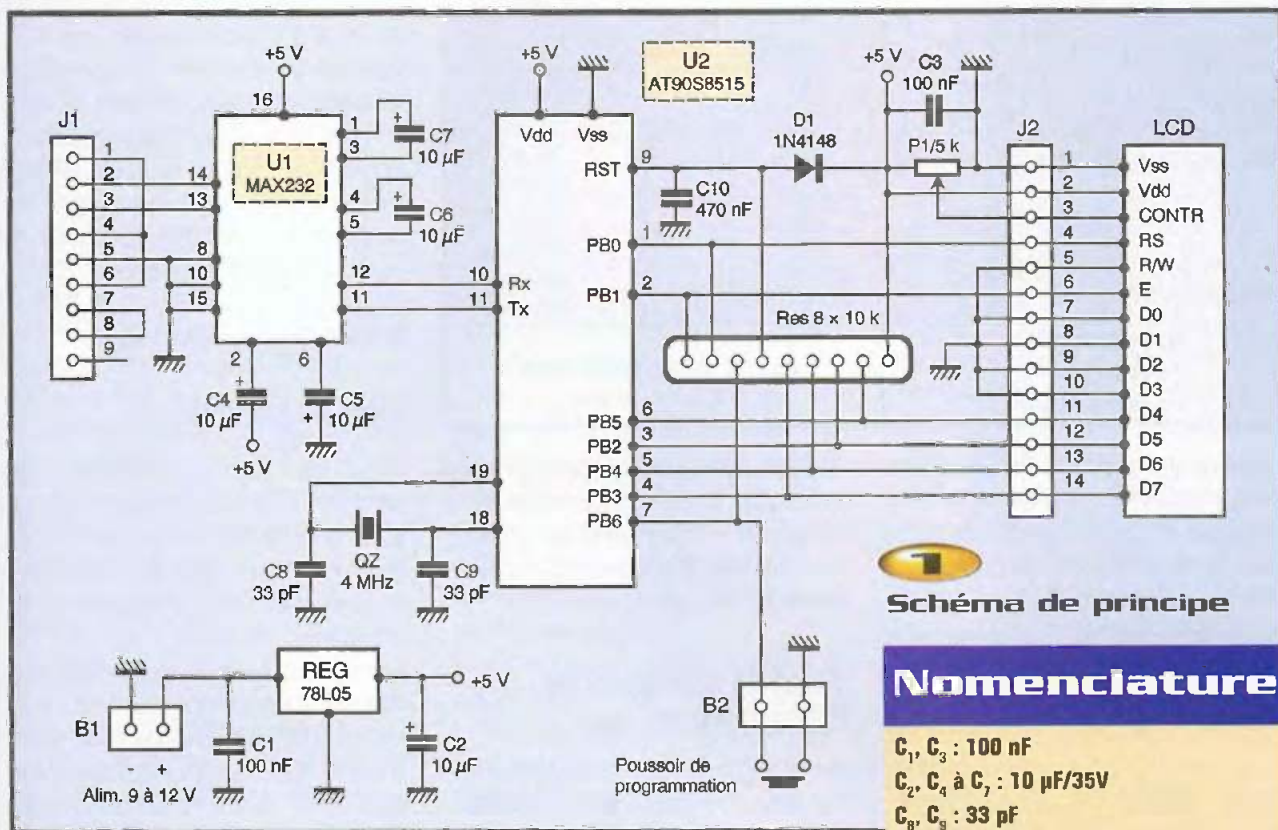 +5 V
16
J1
1
2
3
4
5
6
7
8
9
14
13
8
10
15
U1
MAX232
1
3
4
5
12
11
2
6
C7
10 µF
C6
10 µF
C4
10 µF
+5 V
C5
10 µF
+5 V
Vdd
Vss
U2
AT90S8515
10
Rx
11
Tx
19
18
RST
9
PB0
1
PB1
2
PB5
6
PB2
3
PB4
5
PB3
4
PB6
7
D1
1N4148
C10
470 nF
+5 V
C3
100 nF
P1/5 k
Res 8 × 10 k
J2
LCD
1
Vss
2
Vdd
3
CONTR
4
RS
5
R/W
6
E
7
D0
8
D1
9
D2
10
D3
11
D4
12
D5
13
D6
14
D7
C8
33 pF
QZ
4 MHz
C9
33 pF
B1
- +
Alim. 9 à 12 V
C1
100 nF
REG
78L05
+5 V
C2
10 µF
B2
Poussoir de
programmation
1
Schéma de principe
Nomenclature
C₁, C₃ : 100 nF
C₂, C₄ à C₇ : 10 µF/35V
C₈, C₉ : 33 pF